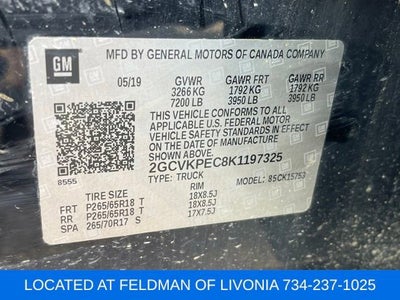 GM
MFD BY GENERAL MOTORS OF CANADA COMPANY
05/19 GVWR GAWR FRT GAWR RR
3266 KG 1792 KG 1792 KG
7200 LB 3950 LB 3950 LB
THIS VEHICLE CONFORMS TO ALL
APPLICABLE U.S. FEDERAL MOTOR
VEHICLE SAFETY STANDARDS IN
EFFECT ON THE DATE OF
MANUFACTURE SHOWN ABOVE.
2GCVKPEC8K1197325
8555 TYPE: TRUCK 85CK15753
TIRE SIZE RIM
FRT P265/65R18 T 18X8.5J
RR P265/65R18 T 18X8.5J
SPA 265/70R17 S 17X7.5J
LOCATED AT FELDMAN OF LIVONIA 734-237-1025